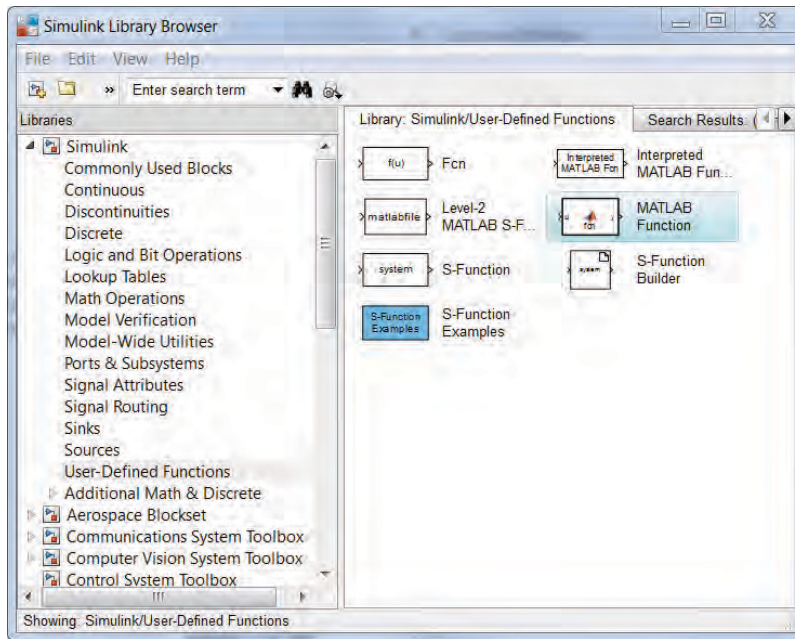 Simulink Library Browser
File Edit View Help
» Enter search term
Libraries
Simulink
Commonly Used Blocks
Continuous
Discontinuities
Discrete
Logic and Bit Operations
Lookup Tables
Math Operations
Model Verification
Model-Wide Utilities
Ports & Subsystems
Signal Attributes
Signal Routing
Sinks
Sources
User-Defined Functions
Additional Math & Discrete
Aerospace Blockset
Communications System Toolbox
Computer Vision System Toolbox
Control System Toolbox
Library: Simulink/User-Defined Functions
Search Results: (
f(u)
Fcn
Interpreted
MATLAB Fcn
Interpreted
MATLAB Fun...
matlabfile
Level-2
MATLAB S-F...
u
fcn
MATLAB
Function
system
S-Function
system
S-Function
Builder
S-Function
Examples
S-Function
Examples
Showing: Simulink/User-Defined Functions